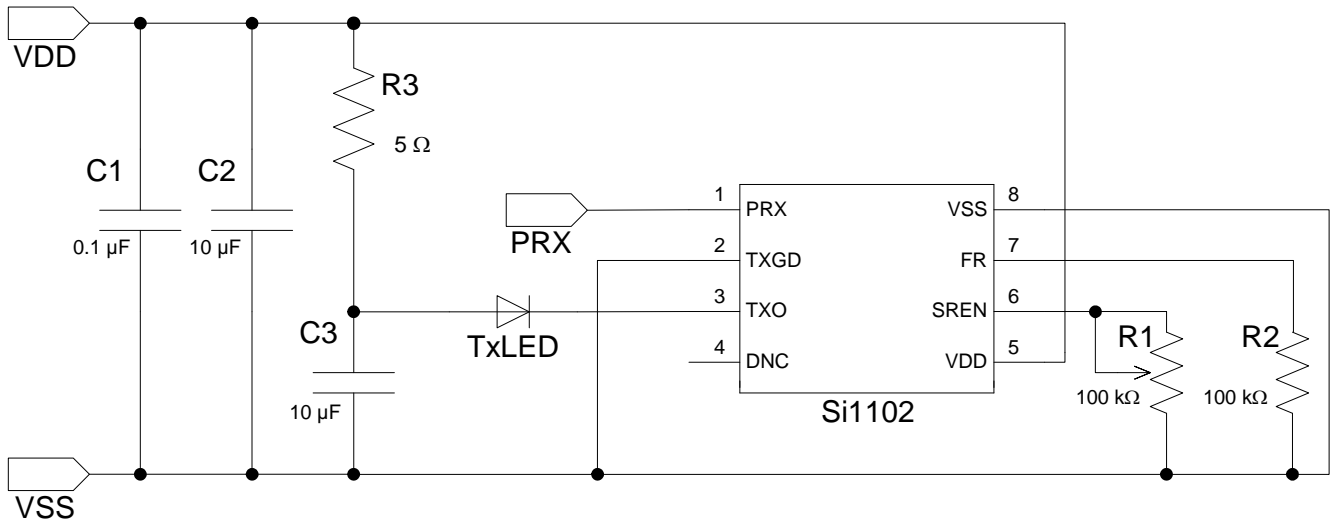 VDD
R3
5 Ω
C1
C2
0.1 µF
10 µF
PRX
1
PRX
VSS
8
2
TXGD
FR
7
3
TXO
SREN
6
4
DNC
VDD
5
C3
TxLED
10 µF
Si1102
R1
100 kΩ
R2
100 kΩ
VSS